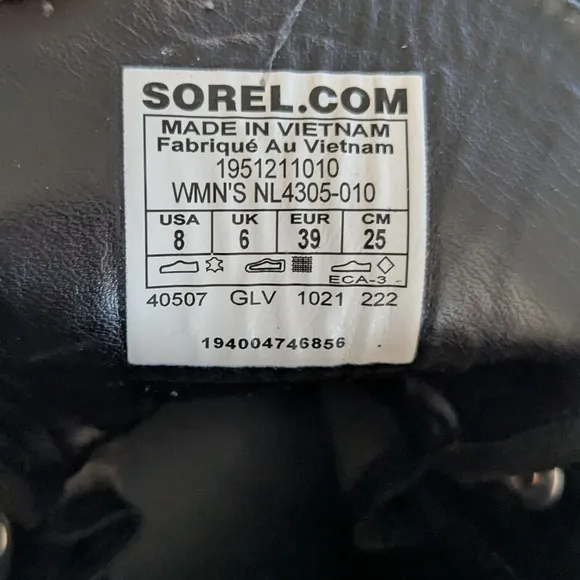 SOREL.COM
MADE IN VIETNAM
Fabriqué Au Vietnam
1951211010
WMN'S NL4305-010
USA UK EUR CM
8 6 39 25
ECA-3
40507 GLV 1021 222
194004746856